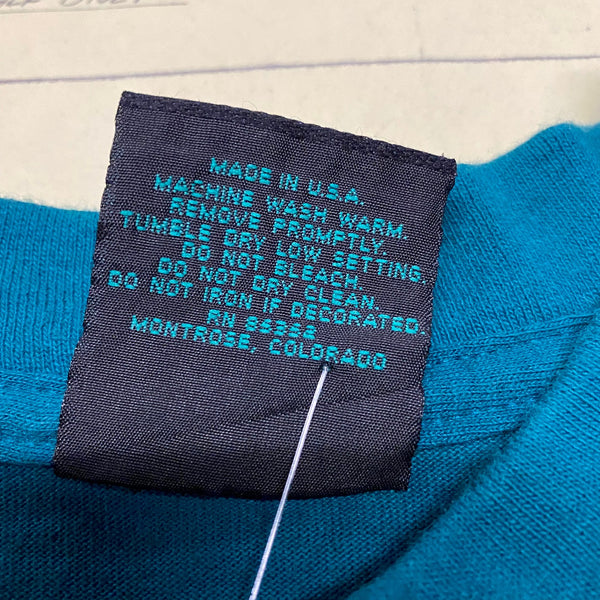 MADE IN U.S.A.
MACHINE WASH WARM.
REMOVE PROMPTLY.
TUMBLE DRY LOW SETTING.
DO NOT BLEACH.
DO NOT DRY CLEAN.
DO NOT IRON IF DECORATED.
RN
MONTROSE, COLORADO